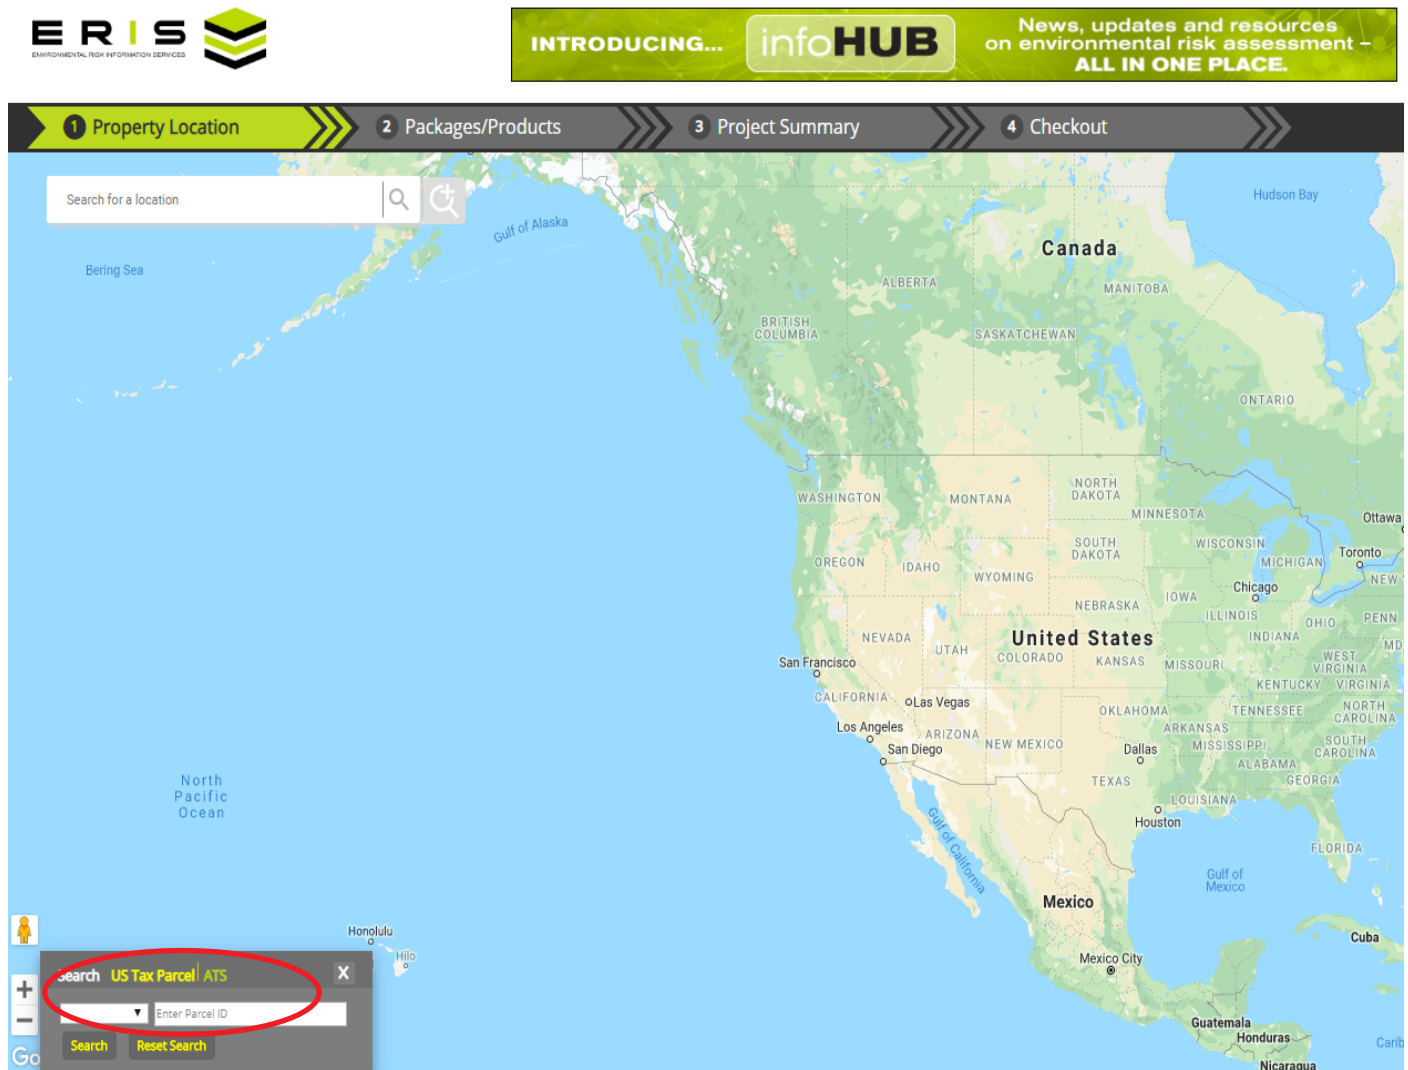 ERIS
ENVIRONMENTAL RISK INFORMATION SERVICES
INTRODUCING...
infoHUB
News, updates and resources
on environmental risk assessment –
ALL IN ONE PLACE.
1 Property Location
2 Packages/Products
3 Project Summary
4 Checkout
Search for a location
Hudson Bay
Gulf of Alaska
Canada
Bering Sea
ALBERTA
MANITOBA
BRITISH
COLUMBIA
SASKATCHEWAN
ONTARIO
NORTH
DAKOTA
WASHINGTON
MONTANA
MINNESOTA
Ottawa
SOUTH
DAKOTA
WISCONSIN
MICHIGAN
Toronto
OREGON
IDAHO
WYOMING
NEW
Chicago
NEBRASKA
IOWA
ILLINOIS
OHIO
PENN
INDIANA
NEVADA
UTAH
United States
COLORADO
KANSAS
MISSOURI
WEST
VIRGINIA
MD
San Francisco
KENTUCKY
VIRGINIA
CALIFORNIA
Las Vegas
OKLAHOMA
TENNESSEE
NORTH
CAROLINA
Los Angeles
ARIZONA
NEW MEXICO
ARKANSAS
San Diego
Dallas
MISSISSIPPI
SOUTH
CAROLINA
ALABAMA
North
Pacific
Ocean
TEXAS
GEORGIA
LOUISIANA
Houston
Gulf of California
FLORIDA
Gulf of
Mexico
Mexico
Honolulu
Hilo
Cuba
Mexico City
Search US Tax Parcel ATS X
Enter Parcel ID
Search Reset Search
Guatemala
Honduras
Carib
Nicaragua
Go